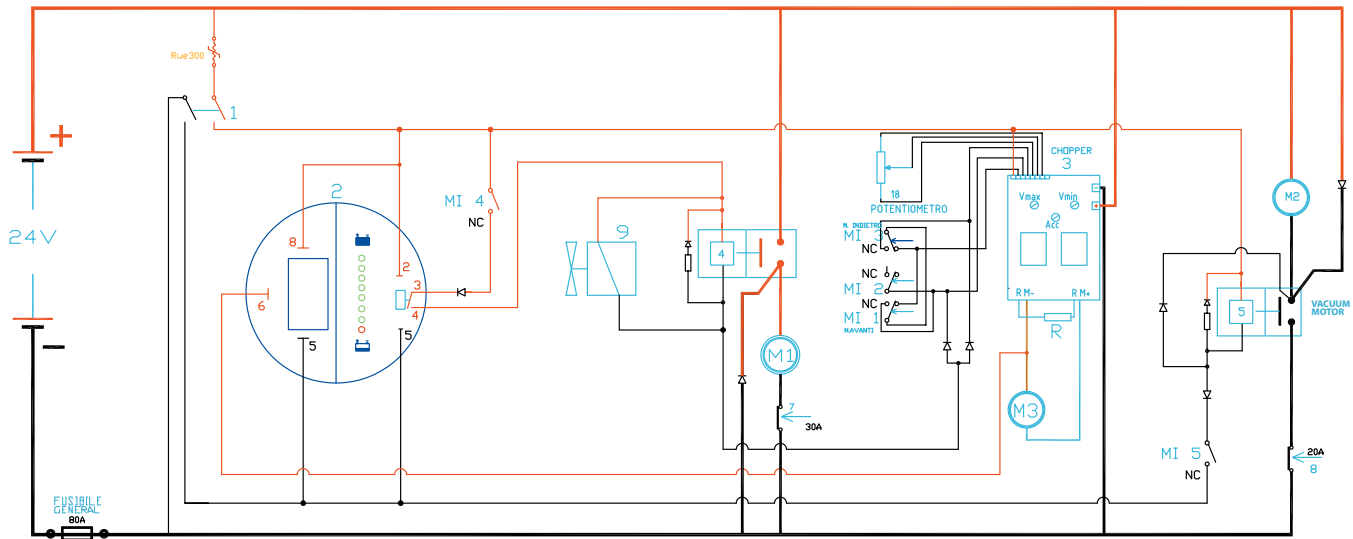 Rue300
1
+
24V
−
FUSIBILE
GENERAL
80A
2
8
6
5
2
3
4
5
MI 4
NC
9
4
M1
7
30A
18
POTENTIOMETRO
M. INDIETRO
MI 3
NC
NC
MI 2
NC
MI 1
M.AVANTI
CHOPPER
3
Vmax
Vmin
Acc
R M-
R M+
R
M3
M2
5
VACUUM
MOTOR
MI 5
NC
20A
8